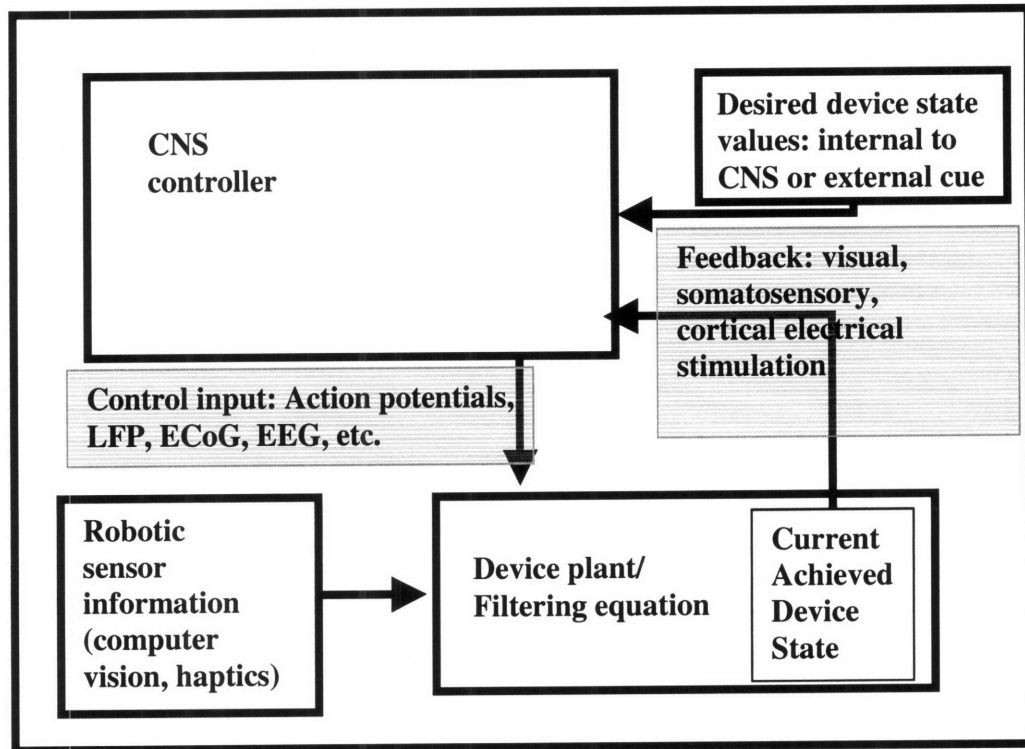 CNS
controller
Desired device state
values: internal to
CNS or external cue
Feedback: visual,
somatosensory,
cortical electrical
stimulation
Control input: Action potentials,
LFP, ECoG, EEG, etc.
Robotic
sensor
information
(computer
vision, haptics)
Device plant/
Filtering equation
Current
Achieved
Device
State